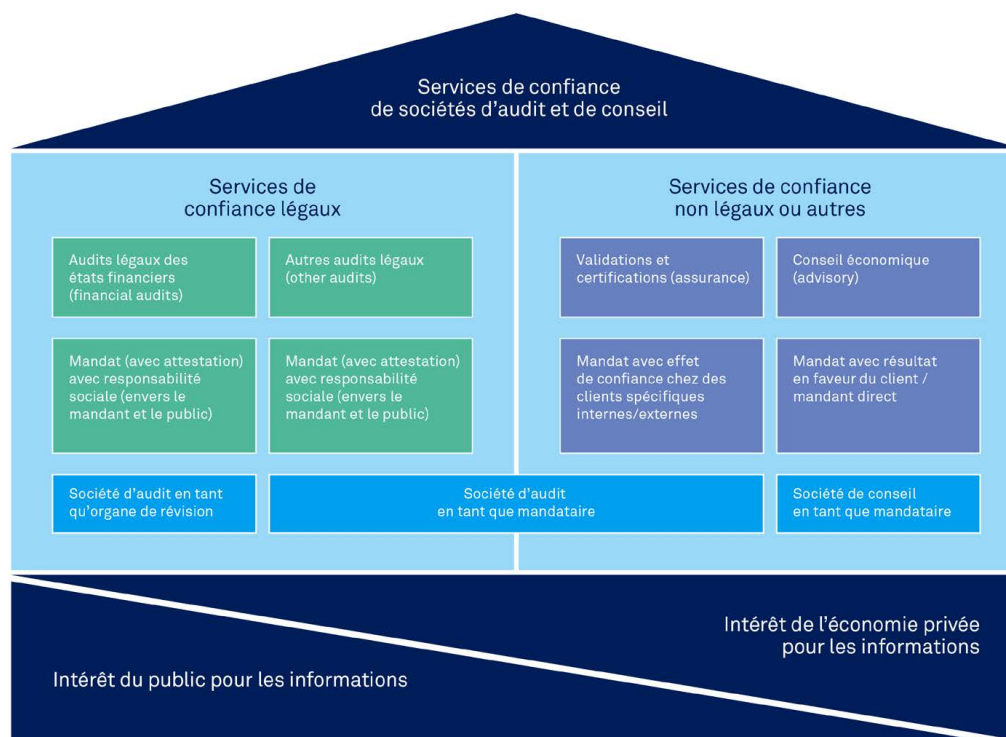 Services de confiance
de sociétés d'audit et de conseil
Services de
confiance légaux
Services de confiance
non légaux ou autres
Audits légaux des
états financiers
(financial audits)
Autres audits légaux
(other audits)
Validations et
certifications (assurance)
Conseil économique
(advisory)
Mandat (avec attestation)
avec responsabilité
sociale (envers le
mandant et le public)
Mandat (avec attestation)
avec responsabilité
sociale (envers le
mandant et le public)
Mandat avec effet
de confiance chez des
clients spécifiques
internes/externes
Mandat avec résultat
en faveur du client /
mandant direct
Société d'audit en tant
qu'organe de révision
Société d'audit
en tant que mandataire
Société de conseil
en tant que mandataire
Intérêt de l'économie privée
pour les informations
Intérêt du public pour les informations